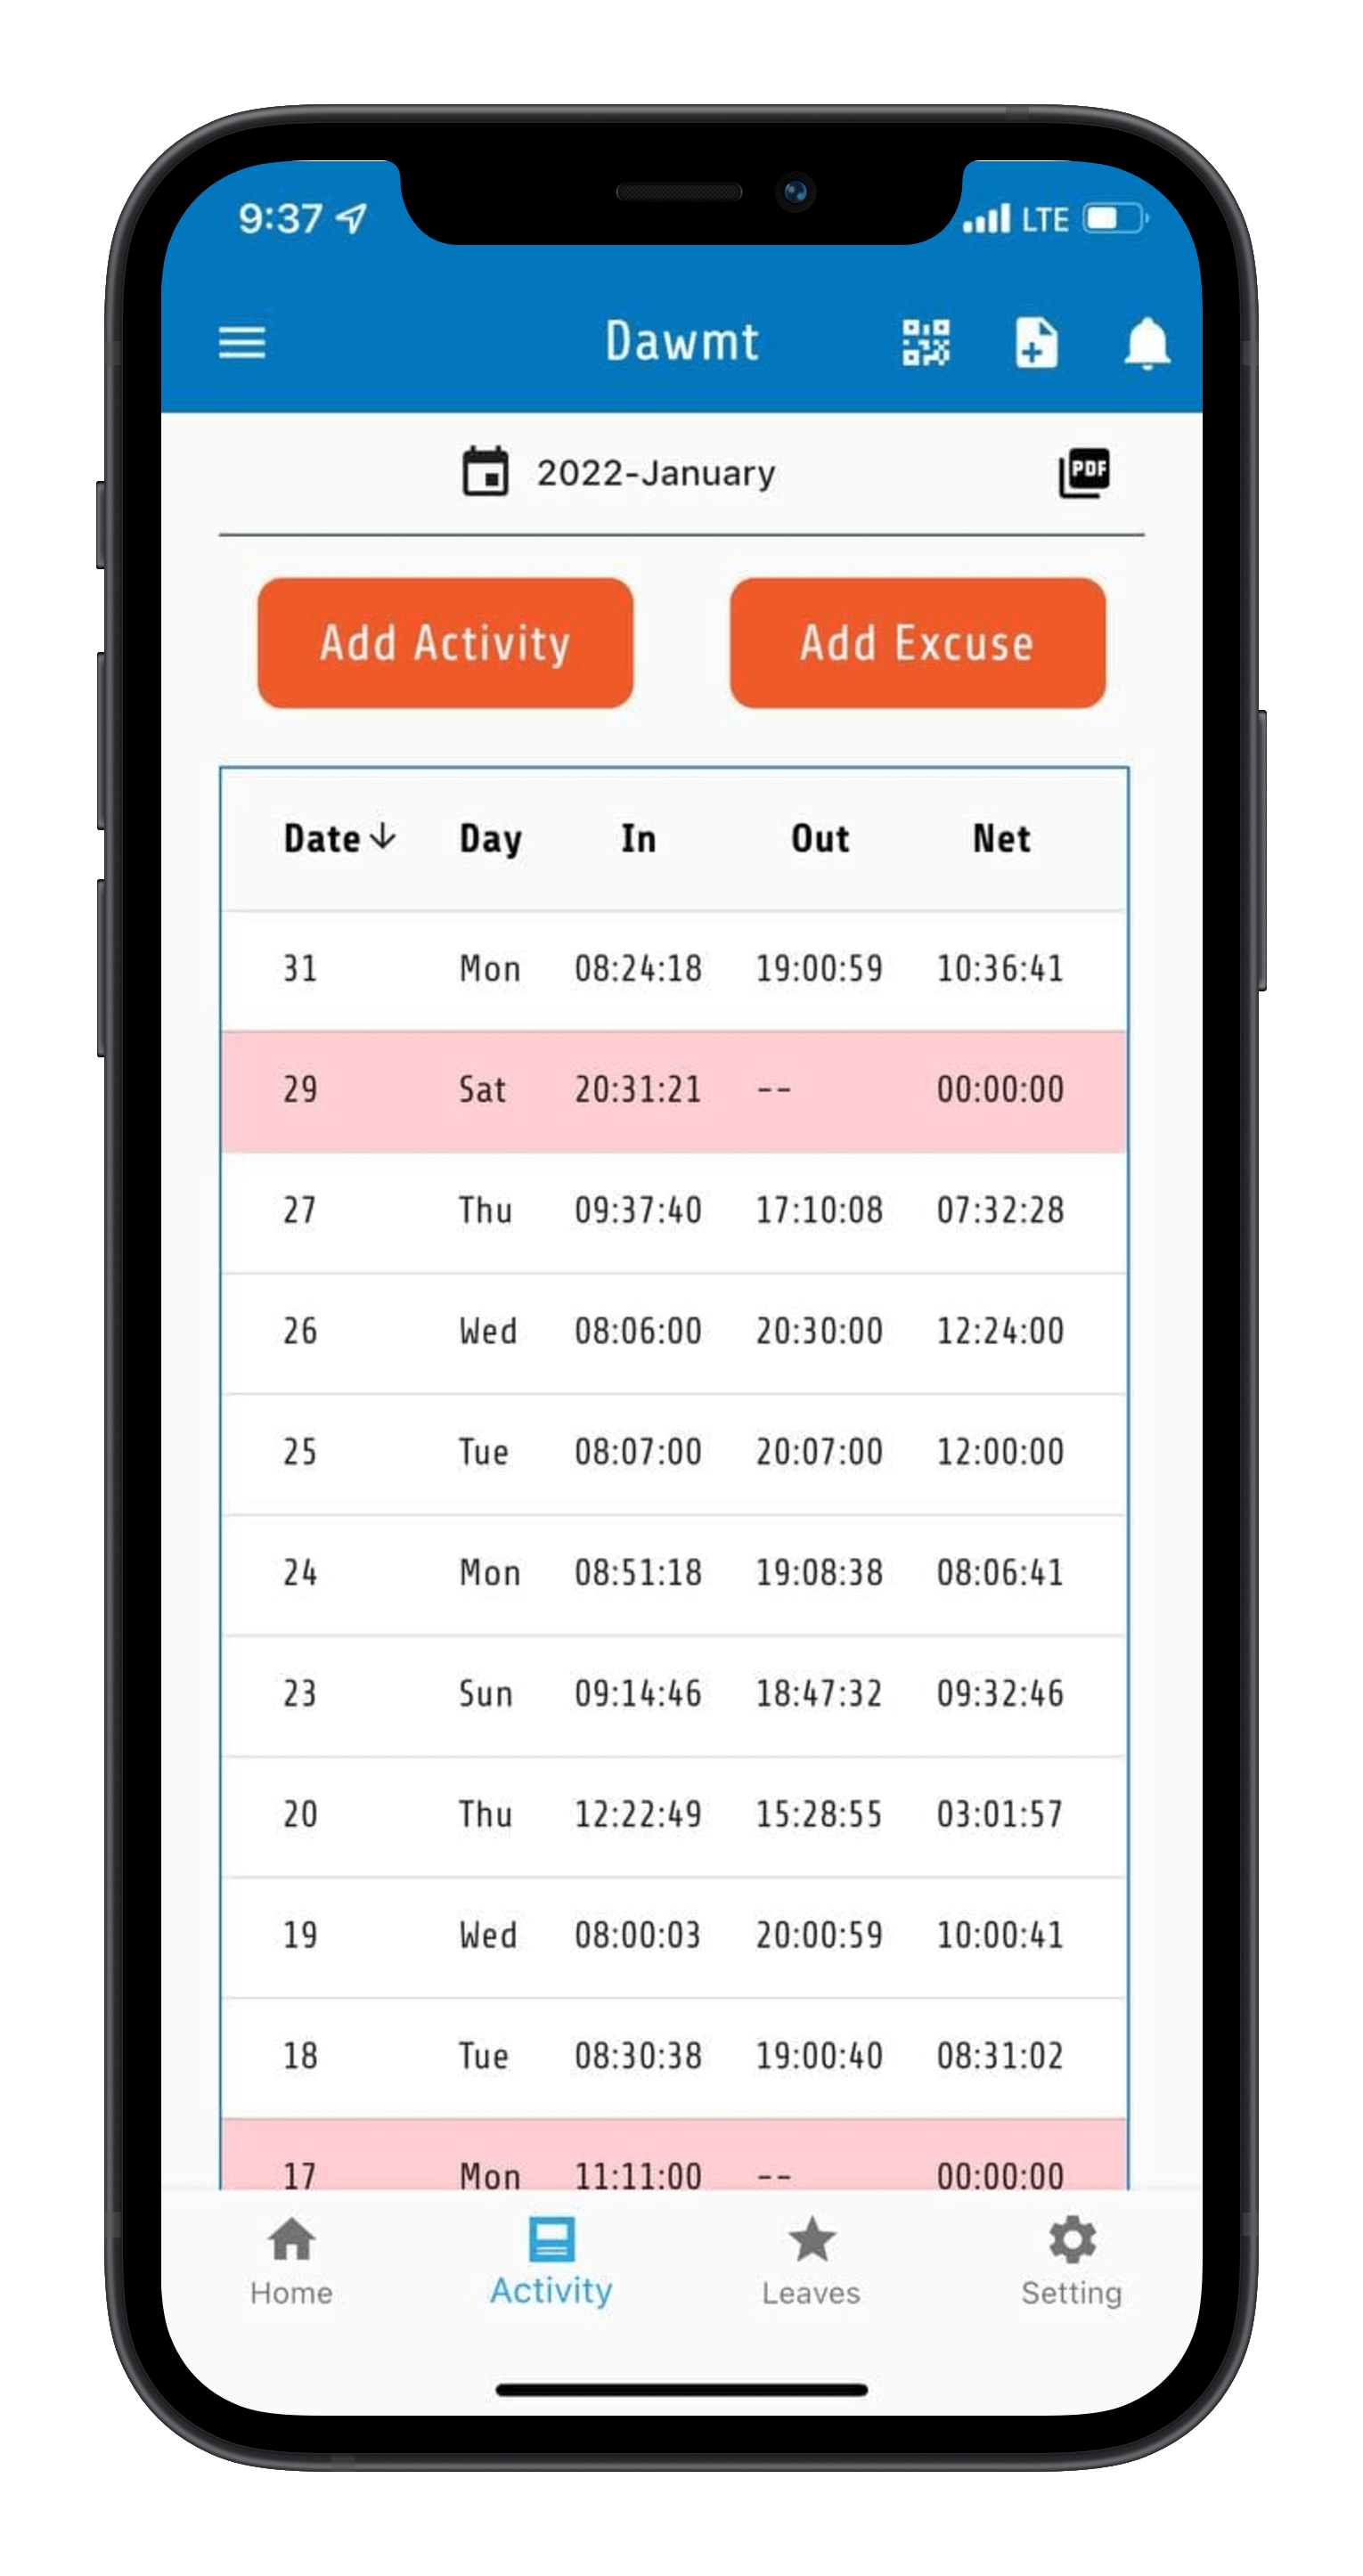 9:37 LTE
Dawmt
2022-January PDF
Add Activity Add Excuse
Date Day In Out Net
31 Mon 08:24:18 19:00:59 10:36:41
29 Sat 20:31:21 -- 00:00:00
27 Thu 09:37:40 17:10:08 07:32:28
26 Wed 08:06:00 20:30:00 12:24:00
25 Tue 08:07:00 20:07:00 12:00:00
24 Mon 08:51:18 19:08:38 08:06:41
23 Sun 09:14:46 18:47:32 09:32:46
20 Thu 12:22:49 15:28:55 03:01:57
19 Wed 08:00:03 20:00:59 10:00:41
18 Tue 08:30:38 19:00:40 08:31:02
17 Mon 11:11:00 -- 00:00:00
Home Activity Leaves Setting